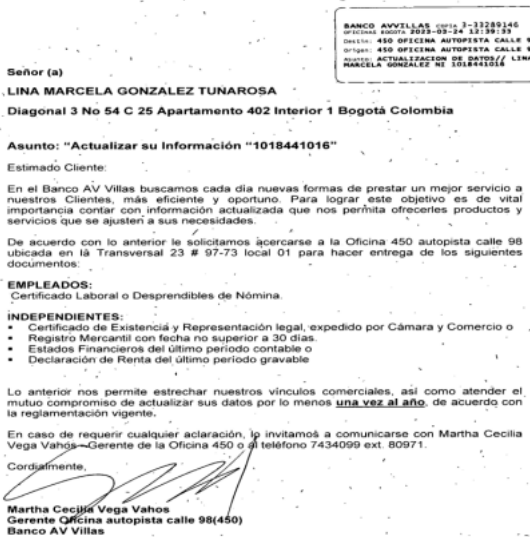 BANCO AVVILLAS COPIA 3-33289146
OFICINAS BOGOTA 2023-03-24 12:39:33
Destino: 450 OFICINA AUTOPISTA CALLE 9
Origen: 450 OFICINA AUTOPISTA CALLE 9
Asunto: ACTUALIZACION DE DATOS// LINA
MARCELA GONZALEZ NI 1018441016
Señor (a)
LINA MARCELA GONZALEZ TUNAROSA
Diagonal 3 No 54 C 25 Apartamento 402 Interior 1 Bogotá Colombia
Asunto: “Actualizar su Información “1018441016”
Estimado Cliente:
En el Banco AV Villas buscamos cada día nuevas formas de prestar un mejor servicio a
nuestros Clientes, más eficiente y oportuno. Para lograr este objetivo es de vital
importancia contar con información actualizada que nos permita ofrecerles productos y
servicios que se ajusten a sus necesidades.
De acuerdo con lo anterior le solicitamos acercarse a la Oficina 450 autopista calle 98
ubicada en la Transversal 23 # 97-73 local 01 para hacer entrega de los siguientes
documentos:
EMPLEADOS:
Certificado Laboral o Desprendibles de Nómina.
INDEPENDIENTES:
▪ Certificado de Existencia y Representación legal, expedido por Cámara y Comercio o
▪ Registro Mercantil con fecha no superior a 30 días.
▪ Estados Financieros del último periodo contable o
▪ Declaración de Renta del último período gravable
Lo anterior nos permite estrechar nuestros vínculos comerciales, así como atender el
mutuo compromiso de actualizar sus datos por lo menos una vez al año, de acuerdo con
la reglamentación vigente.
En caso de requerir cualquier aclaración, lo invitamos a comunicarse con Martha Cecilia
Vega Vahos—Gerente de la Oficina 450 o al teléfono 7434099 ext. 80971.
Cordialmente,
Martha Cecilia Vega Vahos
Gerente Oficina autopista calle 98(450)
Banco AV Villas